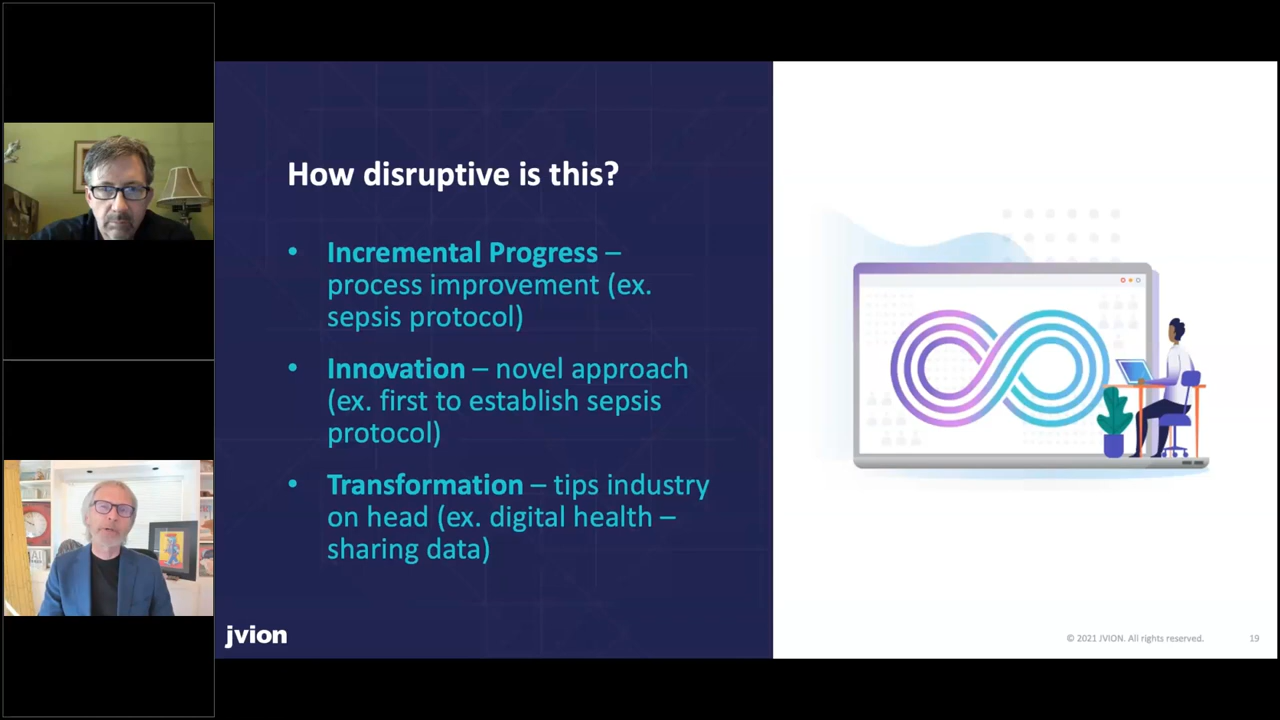 How disruptive is this?
• Incremental Progress –
process improvement (ex.
sepsis protocol)
• Innovation – novel approach
(ex. first to establish sepsis
protocol)
• Transformation – tips industry
on head (ex. digital health –
sharing data)
jvion
© 2021 JVION. All rights reserved.
19
AI